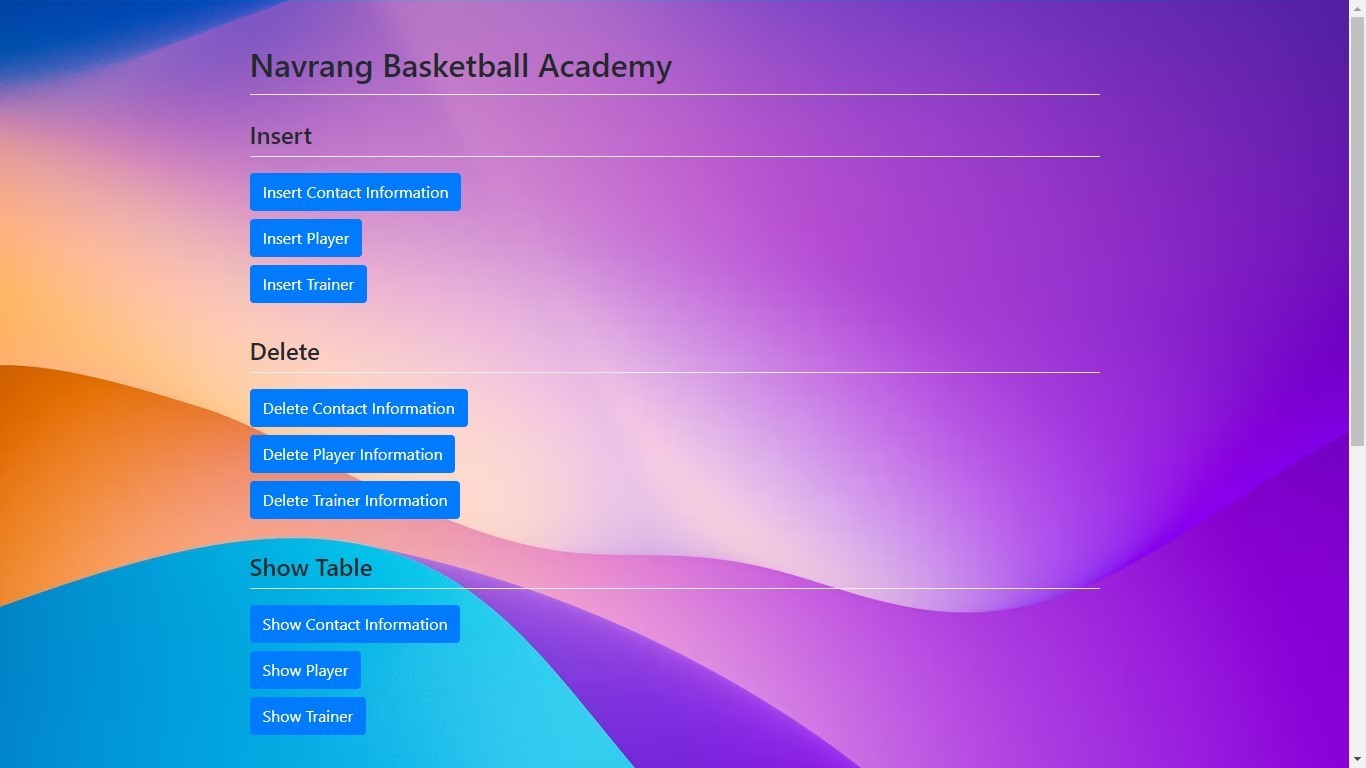 Navrang Basketball Academy
Insert
Insert Contact Information
Insert Player
Insert Trainer
Delete
Delete Contact Information
Delete Player Information
Delete Trainer Information
Show Table
Show Contact Information
Show Player
Show Trainer